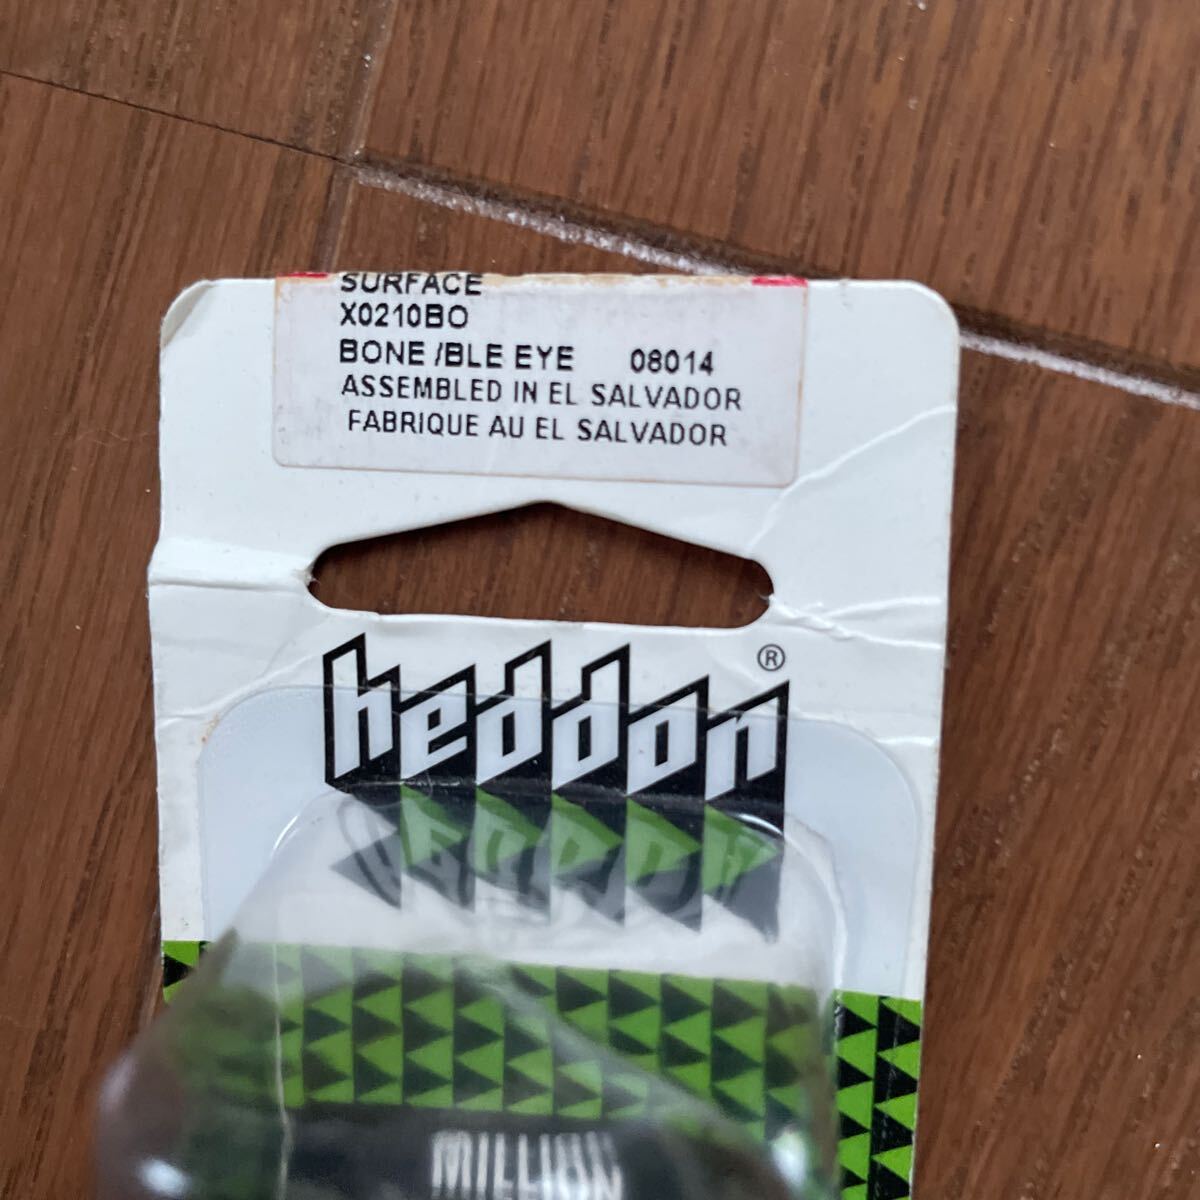 SURFACE
X0210BO
BONE /BLE EYE 08014
ASSEMBLED IN EL SALVADOR
FABRIQUE AU EL SALVADOR
heddon®
MILLION